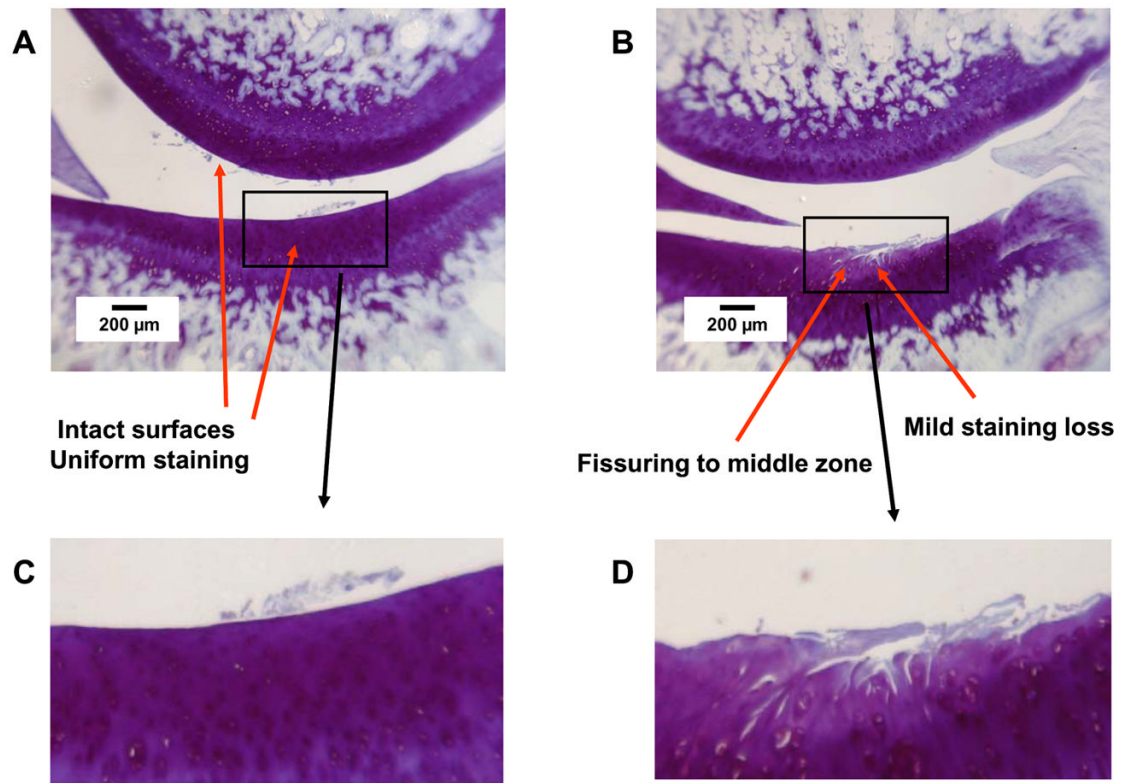 A
B
200 µm
200 µm
Intact surfaces
Uniform staining
Mild staining loss
Fissuring to middle zone
C
D